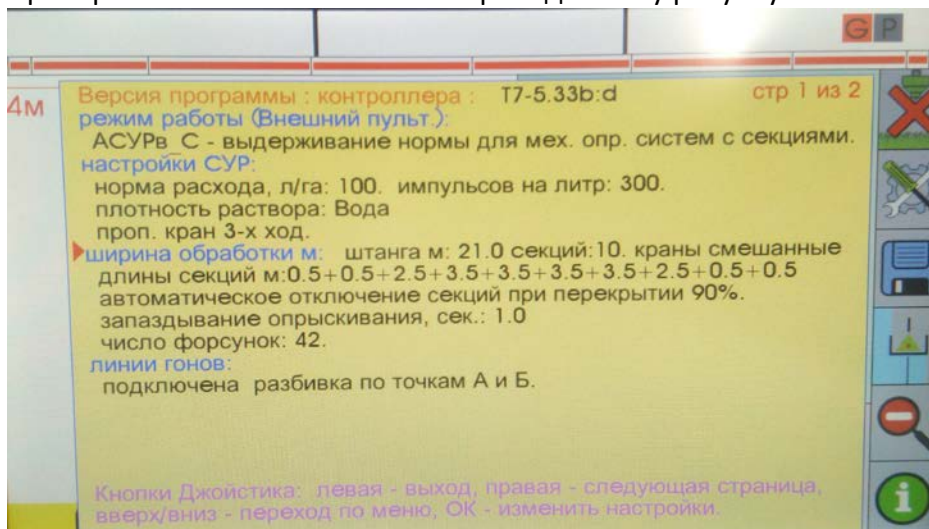 G P
4м
Версия программы : контроллера : Т7-5.33b:d стр 1 из 2
режим работы (Внешний пульт.):
АСУРв_С - выдерживание нормы для мех. опр. систем с секциями.
настройки СУР:
норма расхода, л/га: 100. импульсов на литр: 300.
плотность раствора: Вода
проп. кран 3-х ход.
ширина обработки м: штанга м: 21.0 секций:10. краны смешанные
длины секций м:0.5+0.5+2.5+3.5+3.5+3.5+3.5+2.5+0.5+0.5
автоматическое отключение секций при перекрытии 90%.
запаздывание опрыскивания, сек.: 1.0
число форсунок: 42.
линии гонов:
подключена разбивка по точкам А и Б.
Кнопки Джойстика: левая - выход, правая - следующая страница,
вверх/вниз - переход по меню, ОК - изменить настройки.